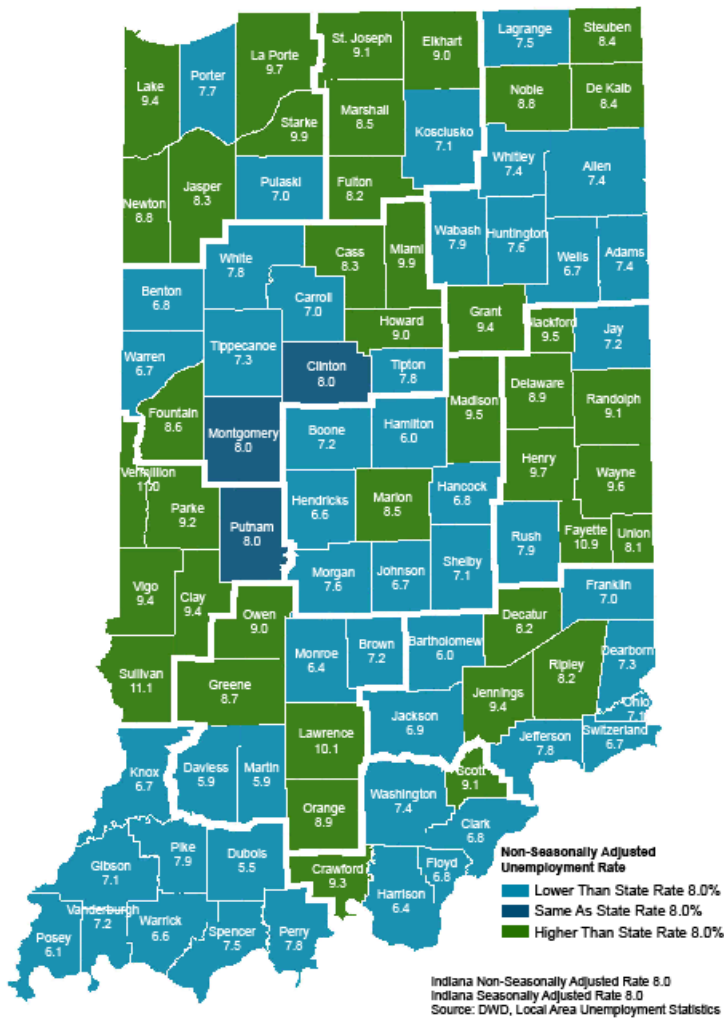 Lake
9.4
Porter
7.7
La Porte
9.7
St. Joseph
9.1
Elkhart
9.0
Lagrange
7.5
Steuben
8.4
Noble
8.8
De Kalb
8.4
Starke
9.9
Marshall
8.5
Kosciusko
7.1
Whitley
7.4
Allen
7.4
Newton
8.8
Jasper
8.3
Pulaski
7.0
Fulton
8.2
Wabash
7.9
Huntington
7.6
Wells
6.7
Adams
7.4
White
7.8
Cass
8.3
Miami
9.9
Benton
6.8
Carroll
7.0
Howard
9.0
Grant
9.4
Blackford
9.5
Jay
7.2
Warren
6.7
Tippecanoe
7.3
Clinton
8.0
Tipton
7.8
Madison
9.5
Delaware
8.9
Randolph
9.1
Fountain
8.6
Montgomery
8.0
Boone
7.2
Hamilton
6.0
Henry
9.7
Wayne
9.6
Vermillion
11.0
Parke
9.2
Putnam
8.0
Hendricks
6.6
Marion
8.5
Hancock
6.8
Rush
7.9
Fayette
10.9
Union
8.1
Vigo
9.4
Clay
9.4
Morgan
7.6
Johnson
6.7
Shelby
7.1
Franklin
7.0
Owen
9.0
Decatur
8.2
Sullivan
11.1
Greene
8.7
Monroe
6.4
Brown
7.2
Bartholomew
6.0
Jennings
9.4
Ripley
8.2
Dearborn
7.3
Ohio
7.1
Lawrence
10.1
Jackson
6.9
Jefferson
7.8
Switzerland
6.7
Knox
6.7
Daviess
5.9
Martin
5.9
Scott
9.1
Orange
8.9
Washington
7.4
Clark
6.8
Gibson
7.1
Pike
7.9
Dubois
5.5
Crawford
9.3
Floyd
6.8
Harrison
6.4
Posey
6.1
Vanderburgh
7.2
Warrick
6.6
Spencer
7.5
Perry
7.8
Non-Seasonally Adjusted
Unemployment Rate
Lower Than State Rate 8.0%
Same As State Rate 8.0%
Higher Than State Rate 8.0%
Indiana Non-Seasonally Adjusted Rate 8.0
Indiana Seasonally Adjusted Rate 8.0
Source: DWD, Local Area Unemployment Statistics